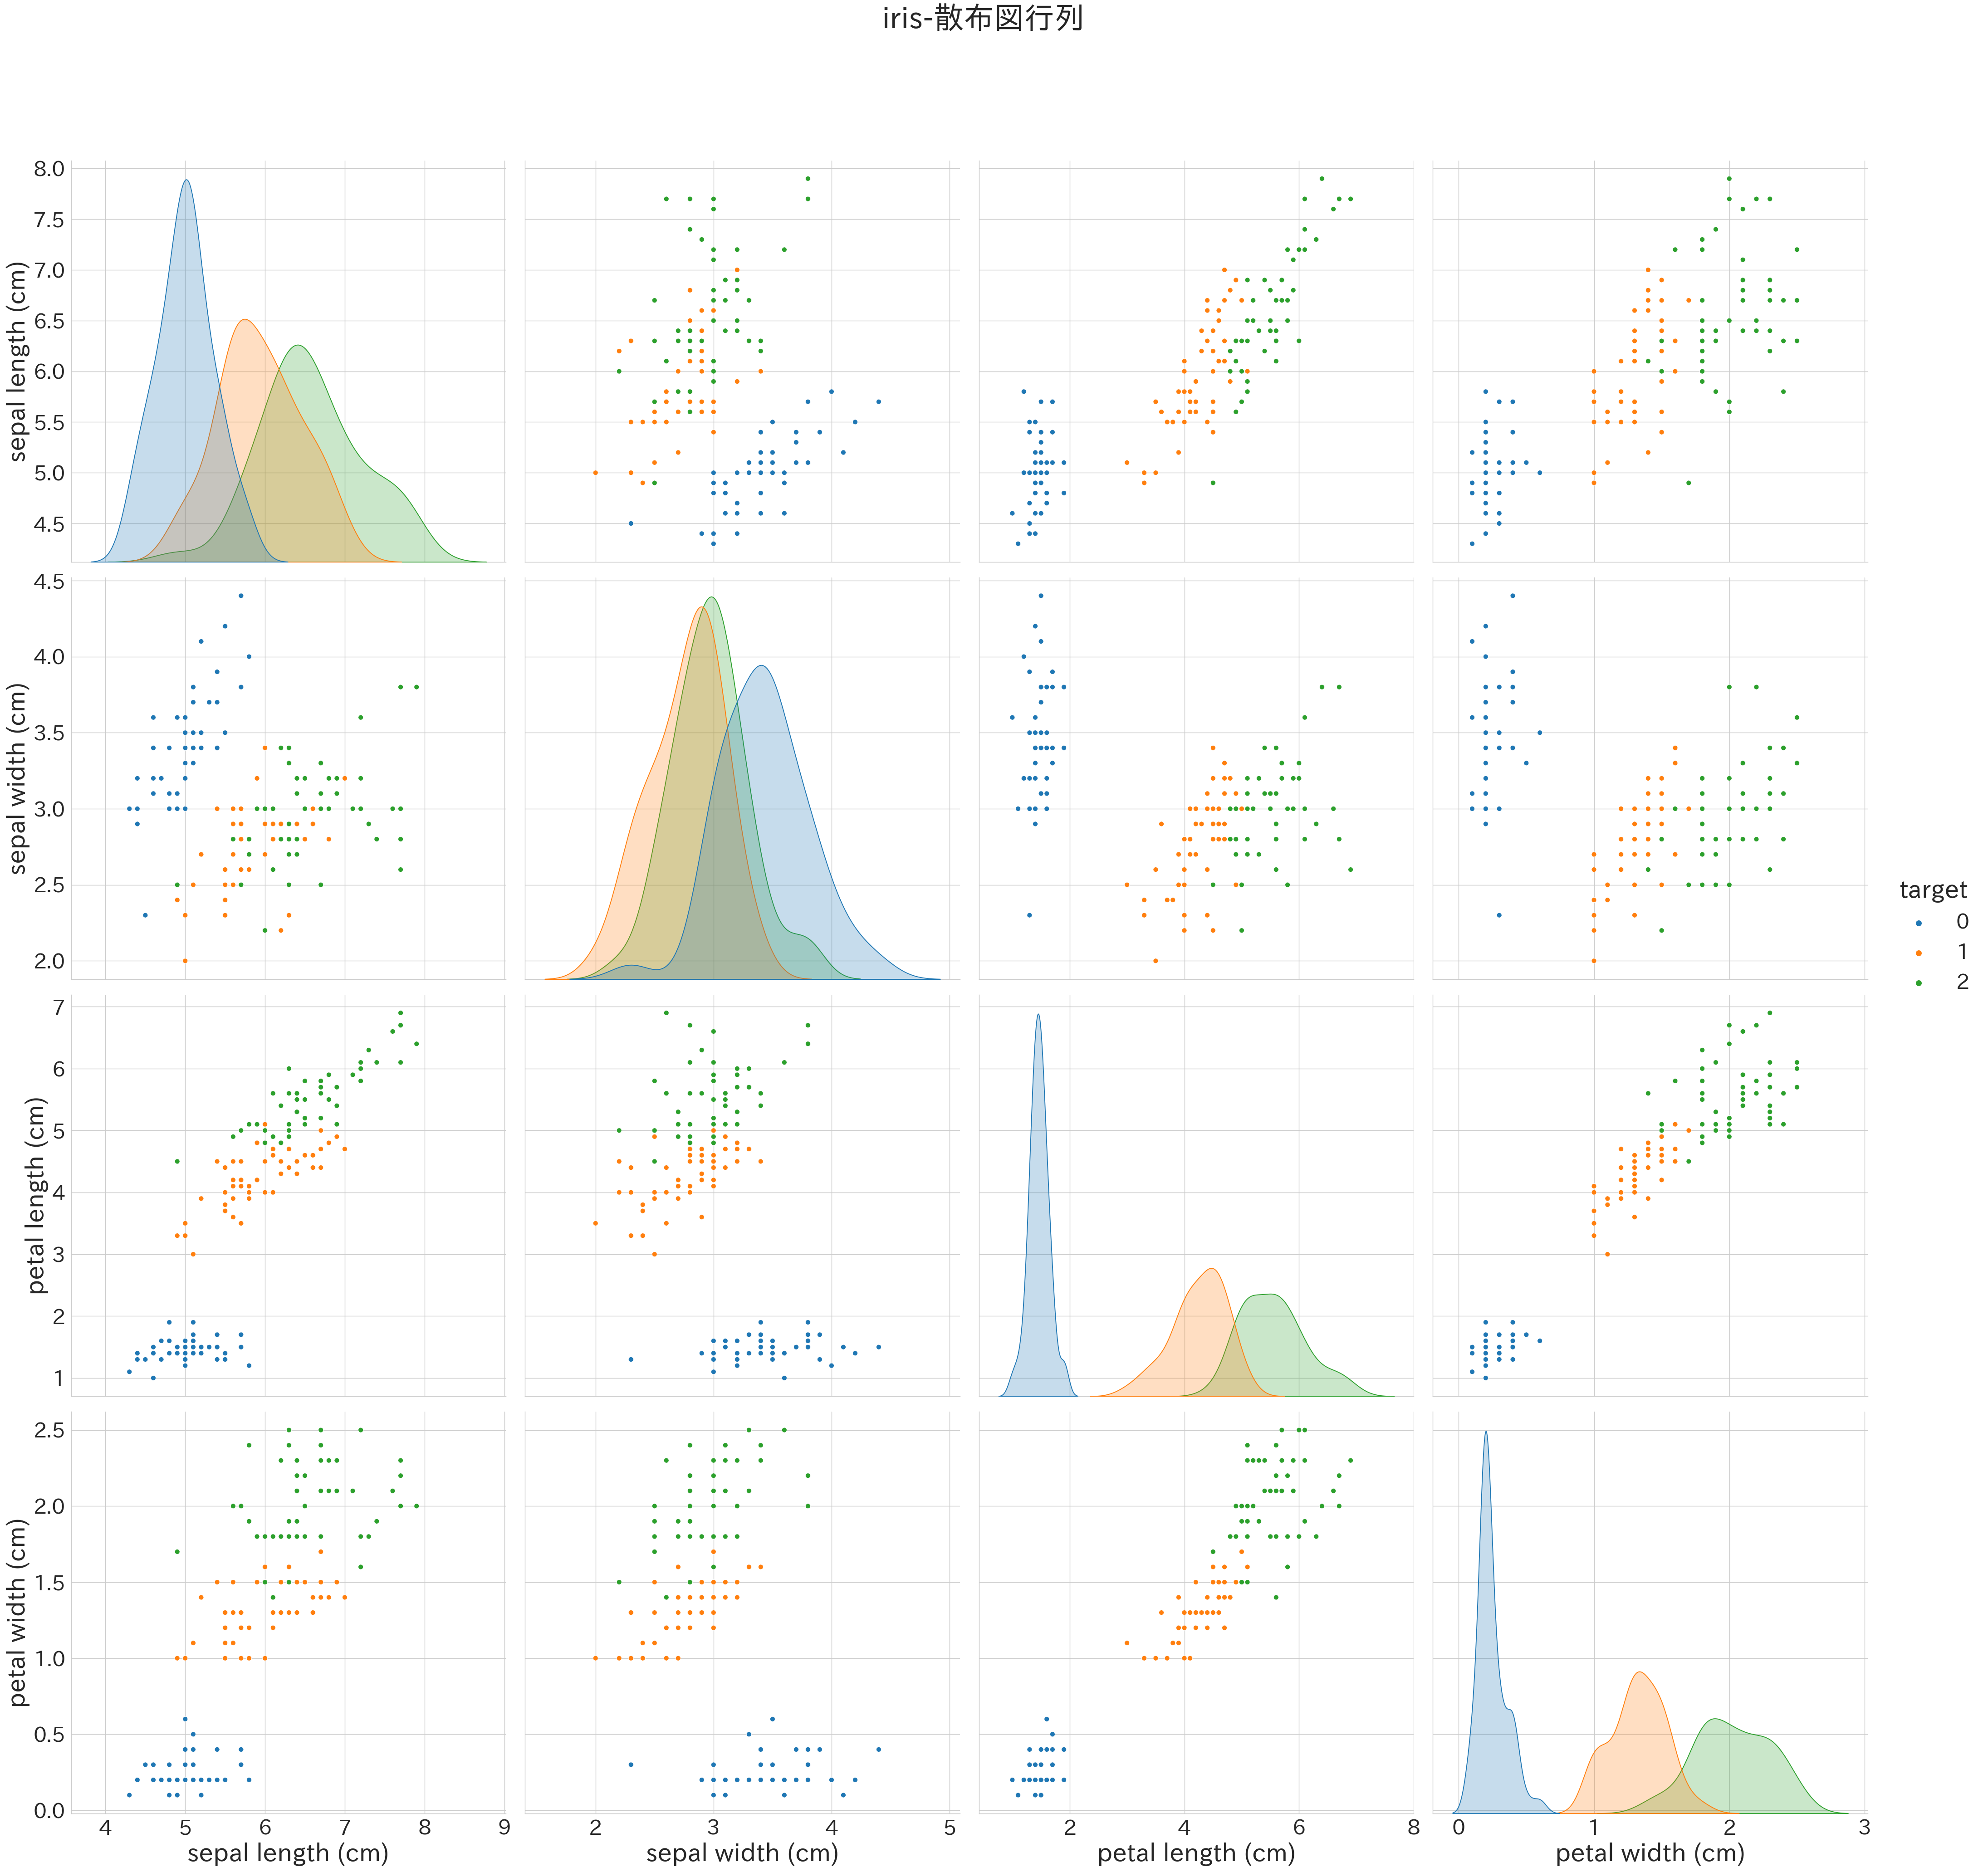 iris-散布図行列
8.0
7.5
7.0
6.5
6.0
5.5
5.0
4.5
sepal length (cm)
4.5
4.0
3.5
3.0
2.5
2.0
sepal width (cm)
target
0
1
2
7
6
5
4
3
2
1
petal length (cm)
2.5
2.0
1.5
1.0
0.5
0.0
petal width (cm)
4 5 6 7 8 9
2 3 4 5
2 4 6 8
0 1 2 3
sepal length (cm)
sepal width (cm)
petal length (cm)
petal width (cm)